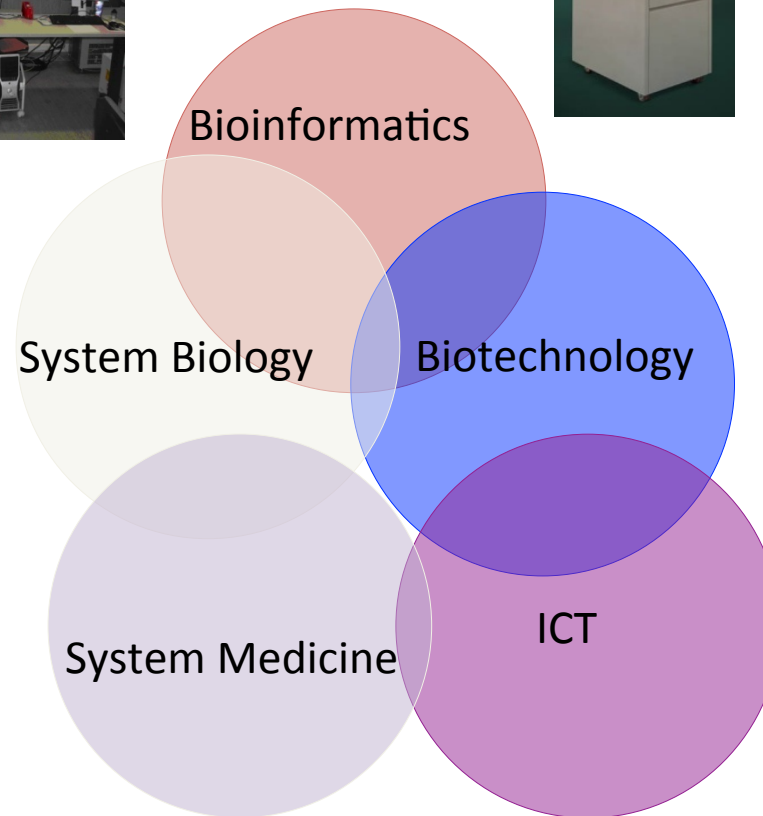 Bioinformatics
System Biology
Biotechnology
System Medicine
ICT